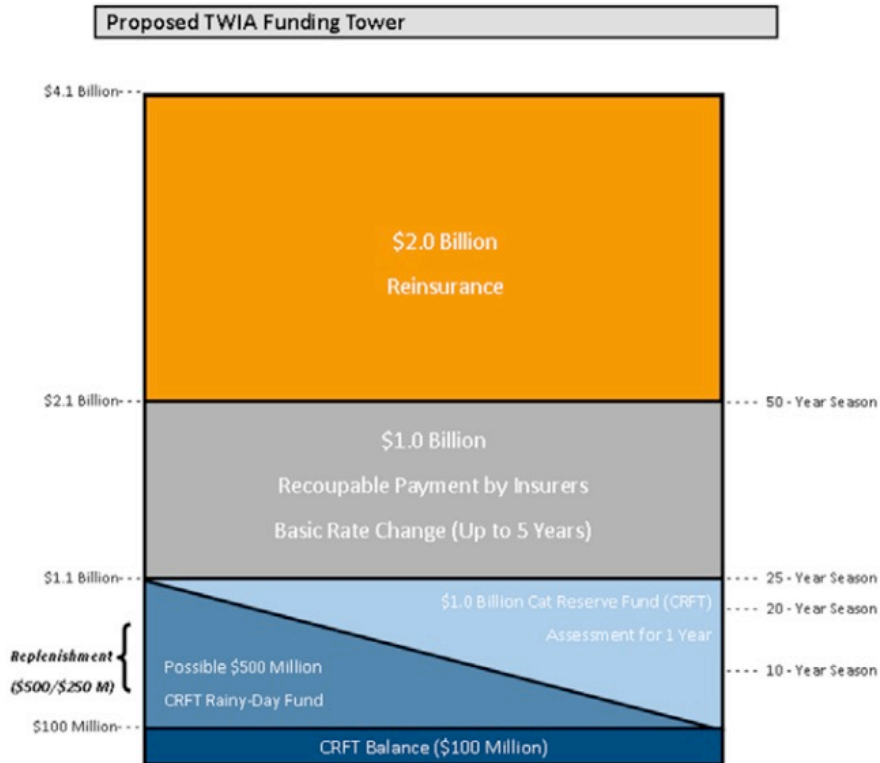 Proposed TWIA Funding Tower
$4.1 Billion
$2.0 Billion
Reinsurance
$2.1 Billion
50 - Year Season
$1.0 Billion
Recoupable Payment by Insurers
Basic Rate Change (Up to 5 Years)
$1.1 Billion
25 - Year Season
$1.0 Billion Cat Reserve Fund (CRFT)
20 - Year Season
Assessment for 1 Year
Replenishment
($500/$250 M)
Possible $500 Million
10 - Year Season
CRFT Rainy-Day Fund
$100 Million
CRFT Balance ($100 Million)